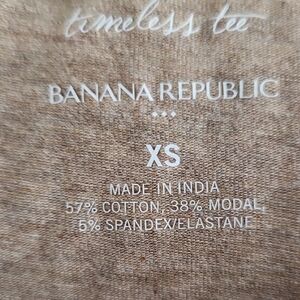 timeless tee
BANANA REPUBLIC
XS
MADE IN INDIA
57% COTTON, 38% MODAL,
5% SPANDEX/ELASTANE